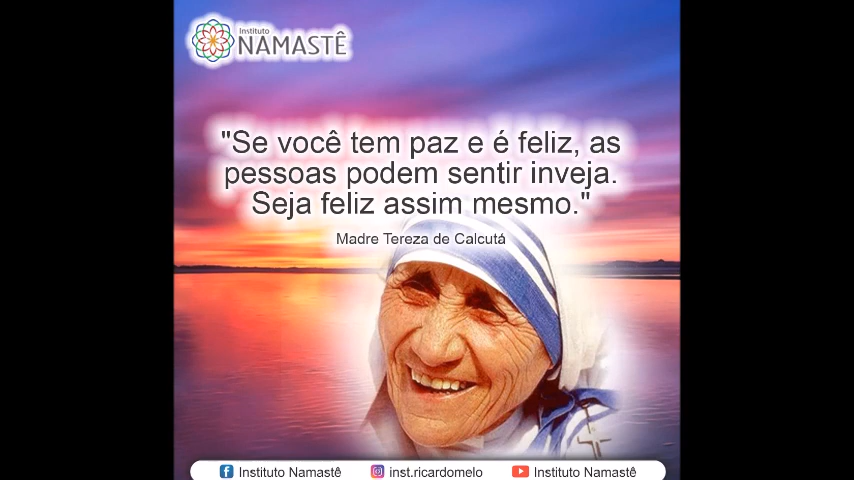 Instituto
NAMASTÊ
"Se você tem paz e é feliz, as
pessoas podem sentir inveja.
Seja feliz assim mesmo."
Madre Tereza de Calcutá
Instituto Namastê inst.ricardomelo Instituto Namastê